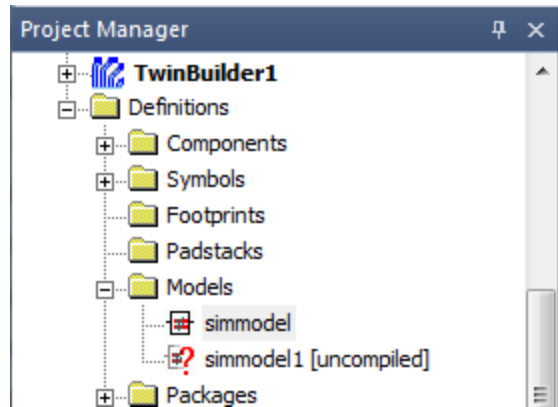 Project Manager
TwinBuilder1
Definitions
Components
Symbols
Footprints
Padstacks
Models
simmodel
simmodel1 [uncompiled]
Packages